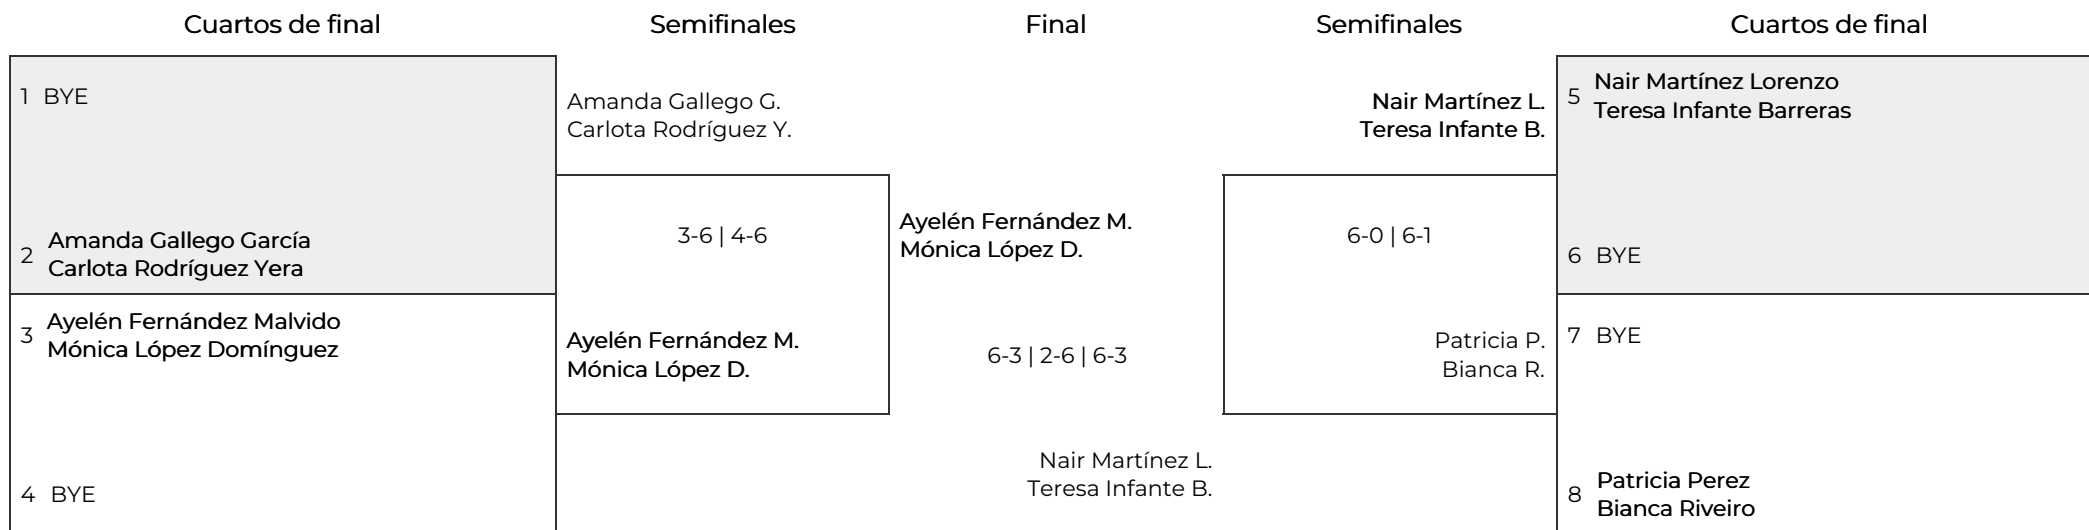 Cuartos de final
Semifinales
Final
Semifinales
Cuartos de final
1 BYE
2 Amanda Gallego García
Carlota Rodríguez Yera
3 Ayelén Fernández Malvido
Mónica López Domínguez
4 BYE
Amanda Gallego G.
Carlota Rodríguez Y.
3-6 | 4-6
Ayelén Fernández M.
Mónica López D.
Ayelén Fernández M.
Mónica López D.
6-3 | 2-6 | 6-3
Nair Martínez L.
Teresa Infante B.
Nair Martínez L.
Teresa Infante B.
6-0 | 6-1
Patricia P.
Bianca R.
5 Nair Martínez Lorenzo
Teresa Infante Barreras
6 BYE
7 BYE
8 Patricia Perez
Bianca Riveiro